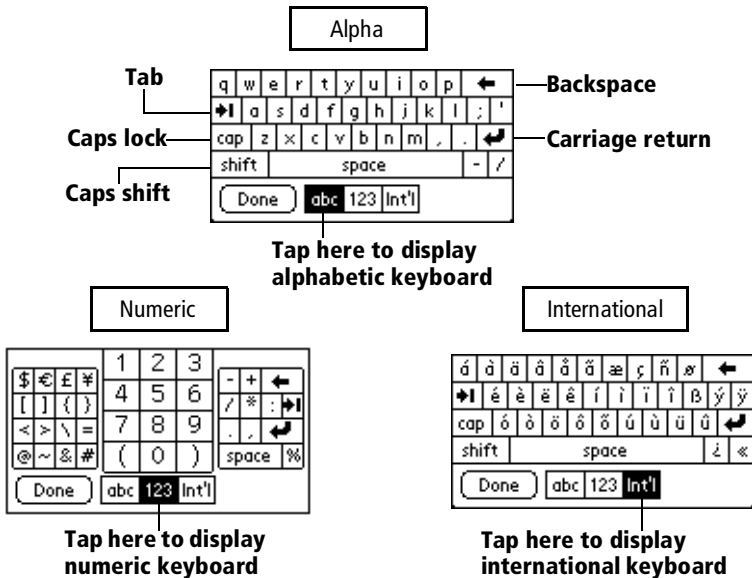 Alpha
Tab
q w e r t y u i o p
Backspace
a s d f g h j k l ; '
Caps lock
cap z x c v b n m , .
Carriage return
shift space - /
Caps shift
Done abc 123 Int'l
Tap here to display
alphabetic keyboard
Numeric
$ € £ ¥ 1 2 3 - +
[ ] { } 4 5 6 / * :
< > \ = 7 8 9 . ,
@ ~ & # ( 0 ) space %
Done abc 123 Int'l
Tap here to display
numeric keyboard
International
á à ä â å ã æ ç ñ ø
é è ë ê í ì ï î ß ý ÿ
cap ó ò ö ô õ ú ù ü û
shift space ¿ «
Done abc 123 Int'l
Tap here to display
international keyboard